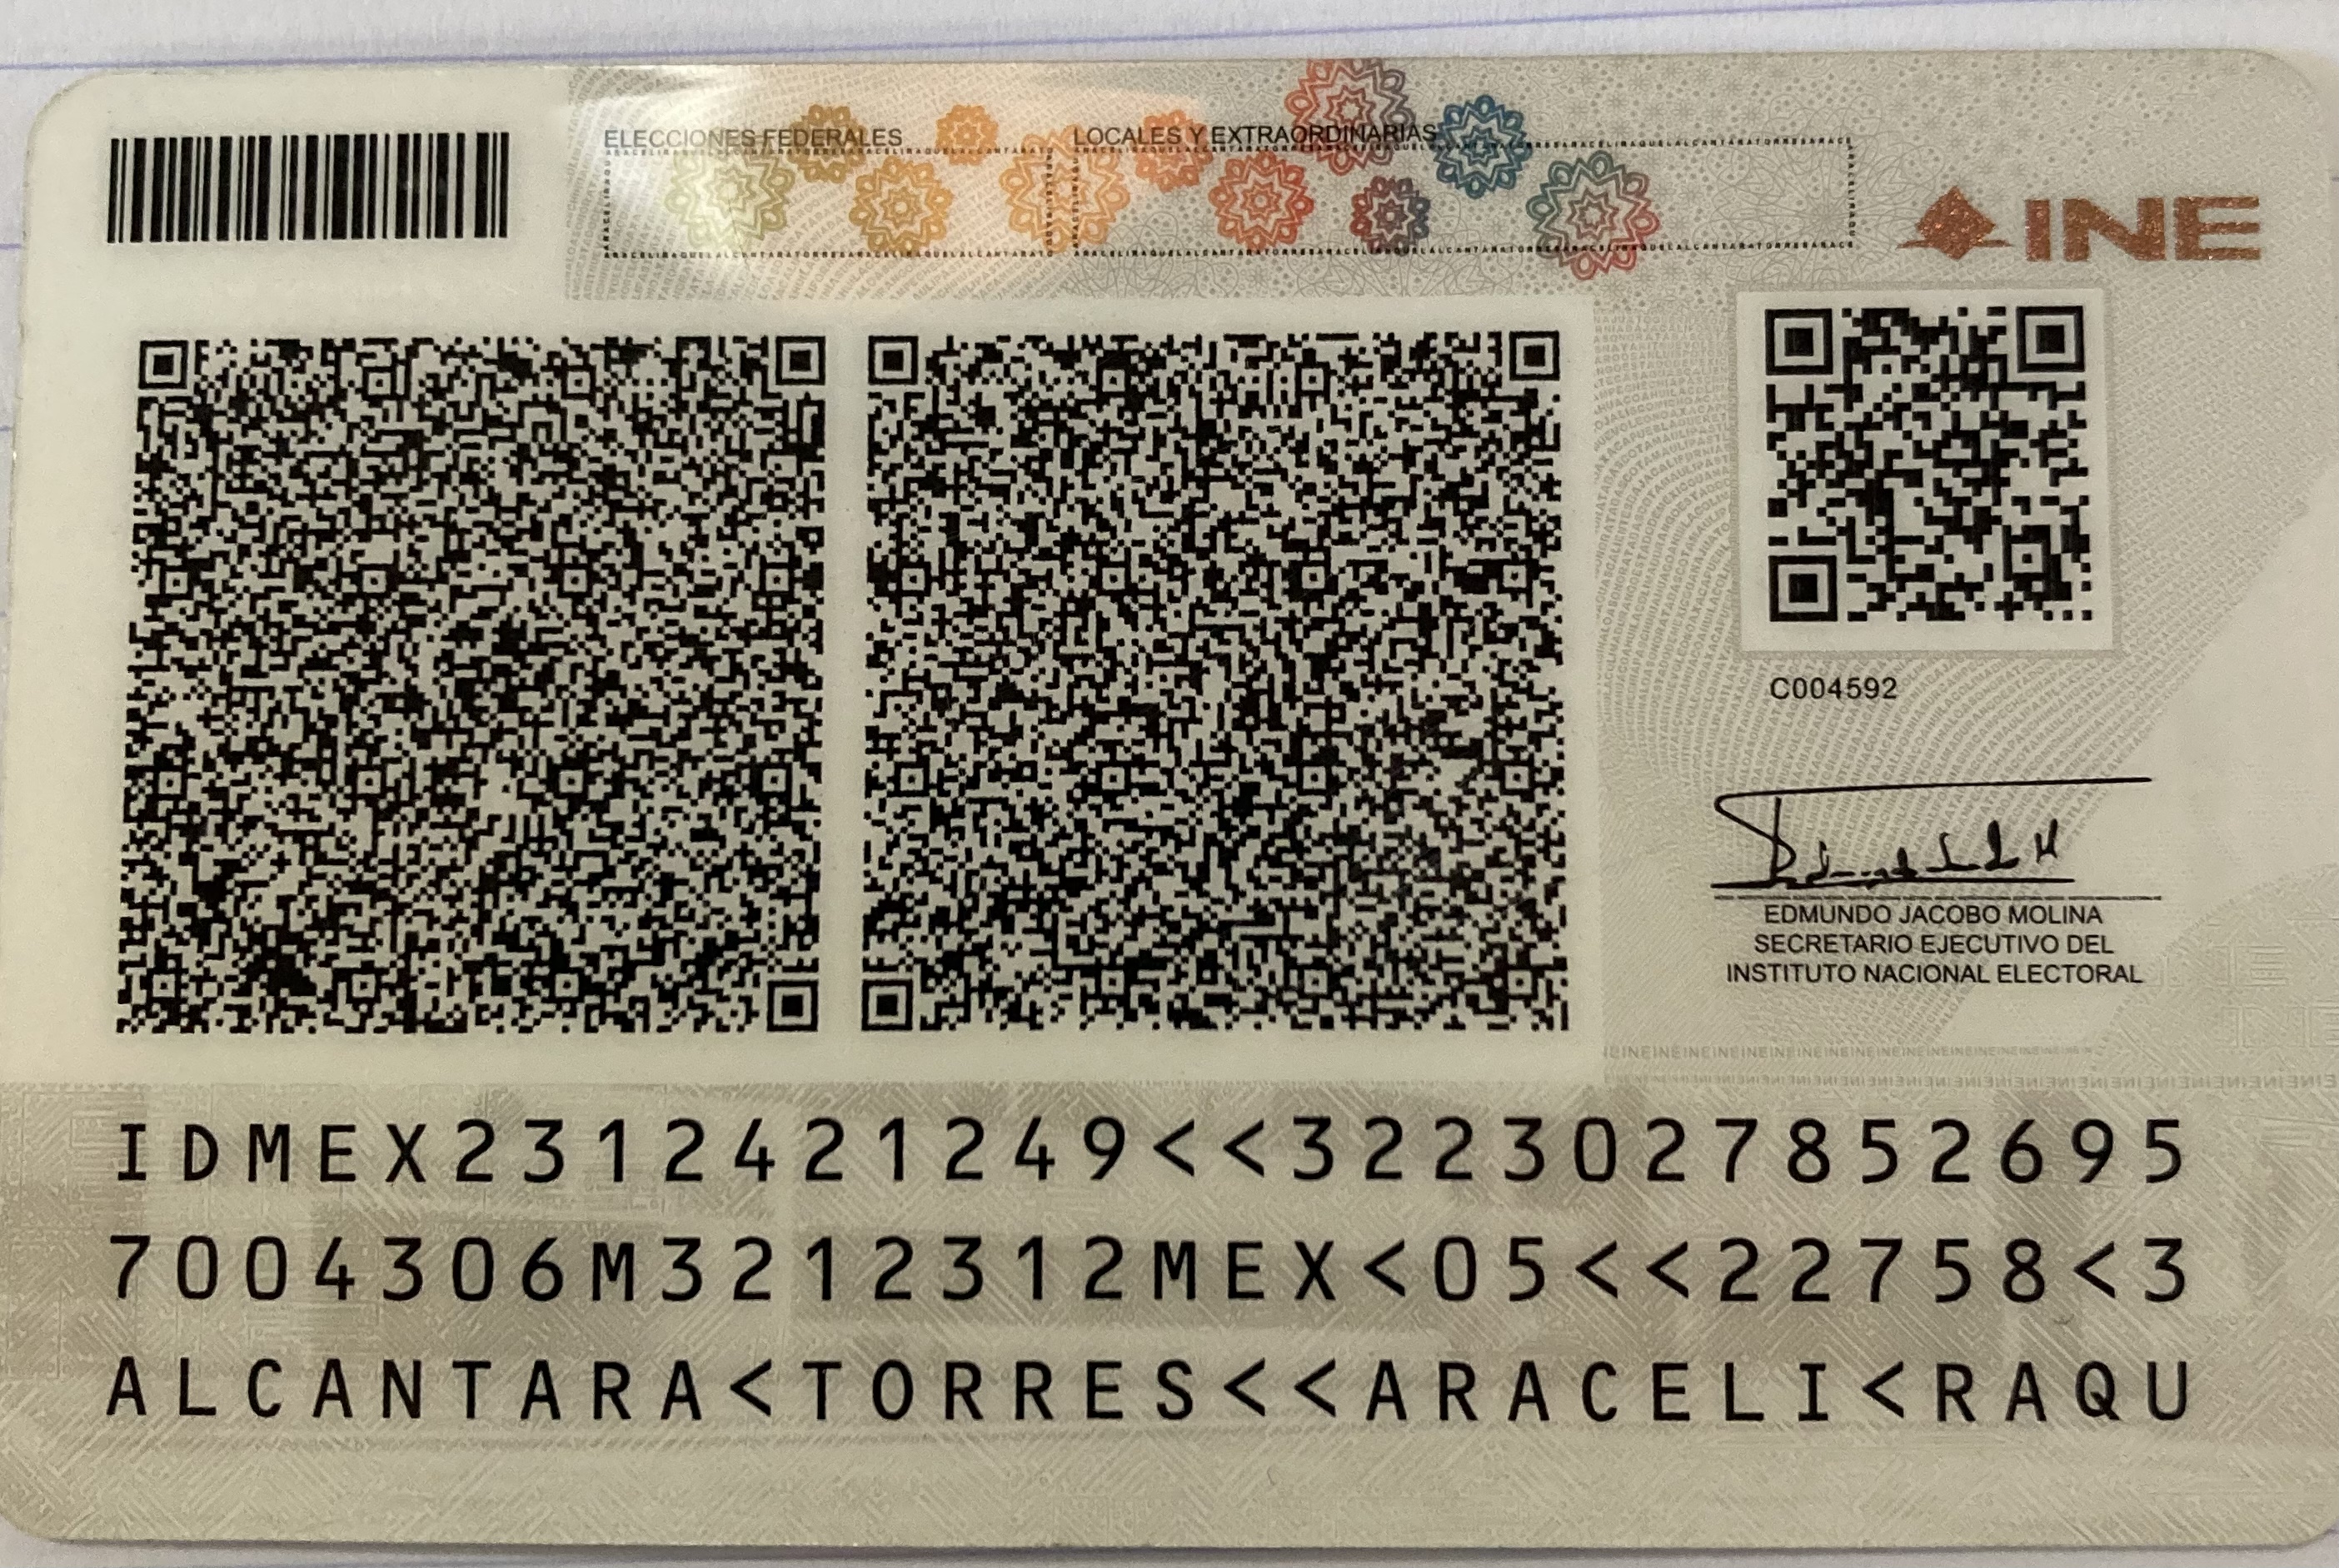 ELECCIONES FEDERALES LOCALES Y EXTRAORDINARIAS
INE
C004592
EDMUNDO JACOBO MOLINA
SECRETARIO EJECUTIVO DEL
INSTITUTO NACIONAL ELECTORAL
IDMEX2312421249<<3223027852695
7004306M3212312MEX<05<<22758<3
ALCANTARA<TORRES<<ARACELI<RAQU